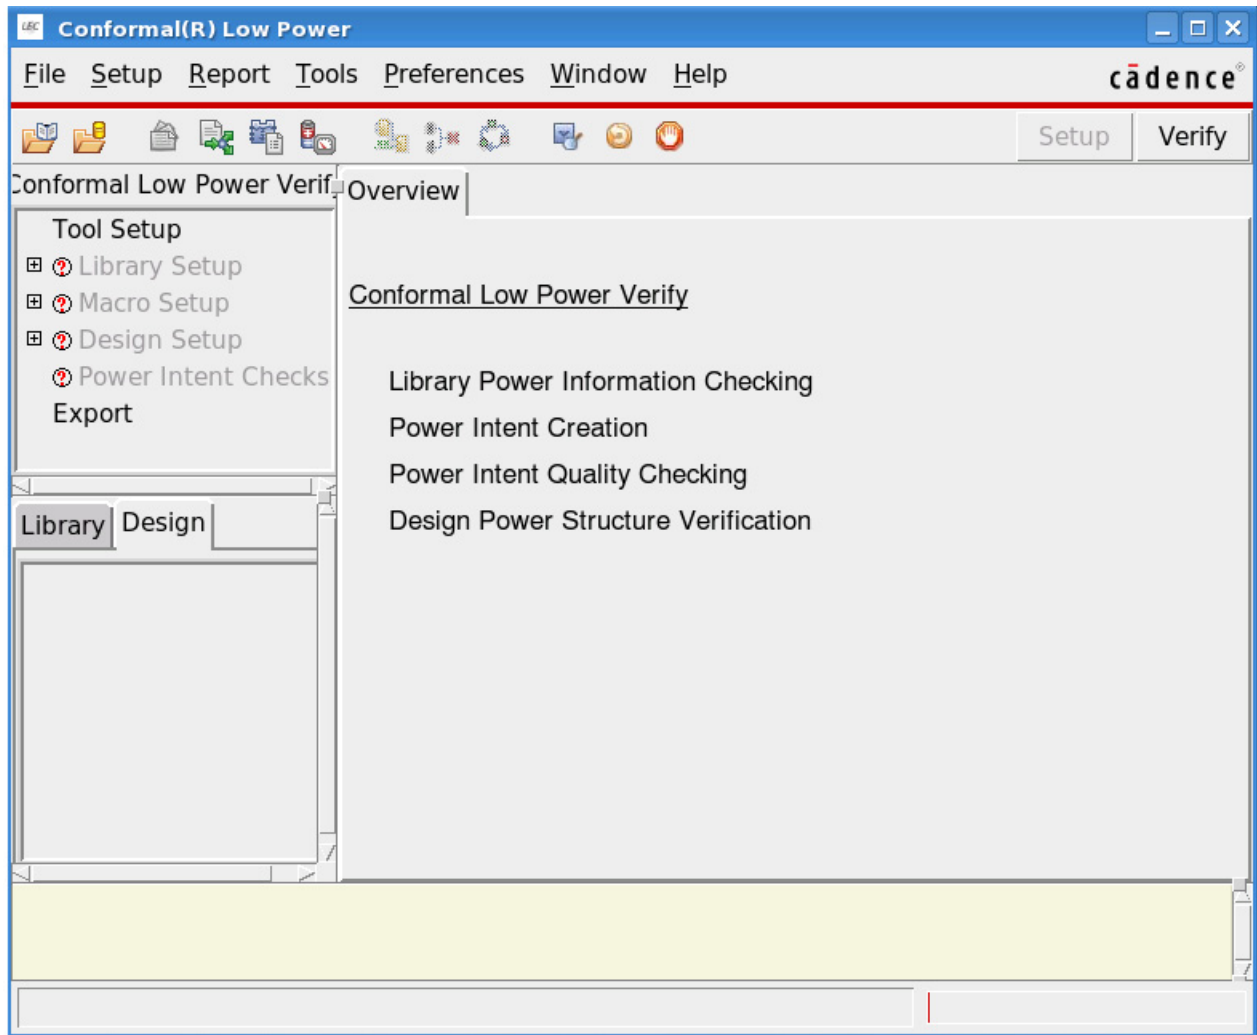 LEC Conformal(R) Low Power
File Setup Report Tools Preferences Window Help cādence®
Setup Verify
Conformal Low Power Verif
Overview
Tool Setup
Library Setup
Macro Setup
Design Setup
Power Intent Checks
Export
Conformal Low Power Verify
Library Power Information Checking
Power Intent Creation
Power Intent Quality Checking
Design Power Structure Verification
Library Design